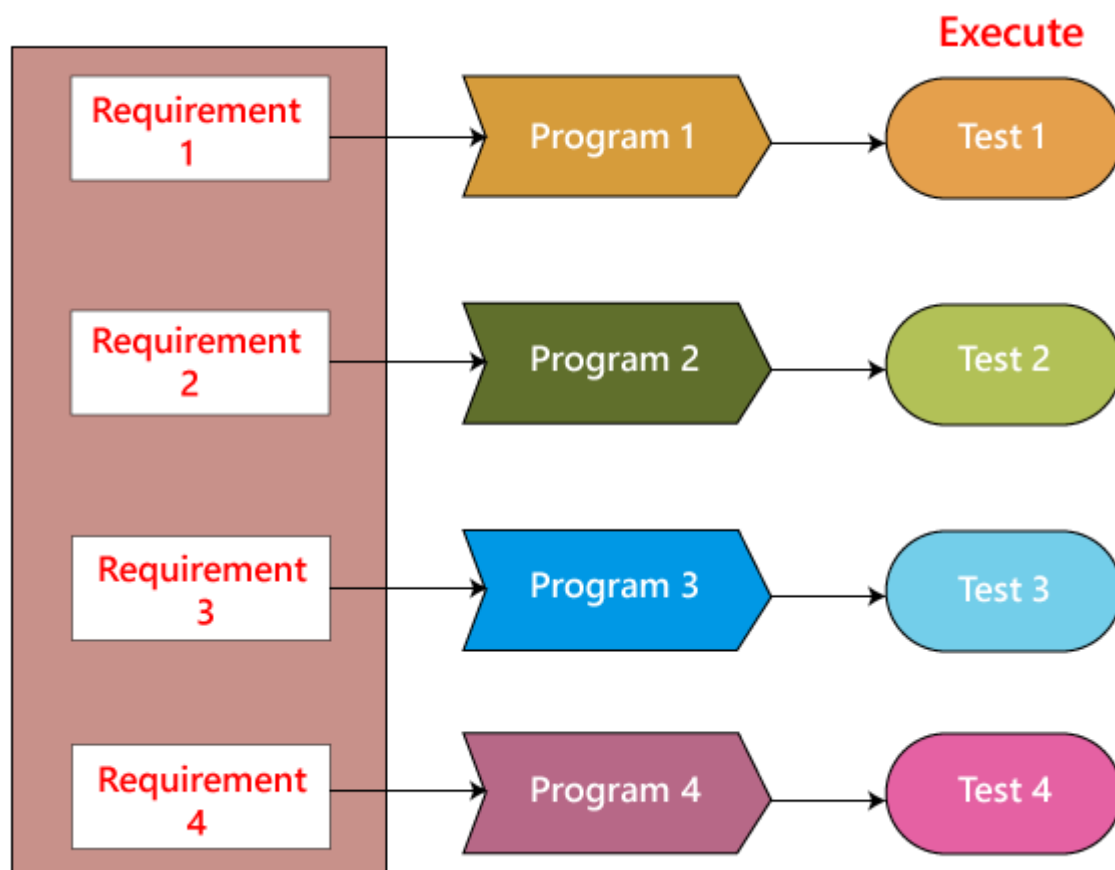 Execute
Requirement
1
Program 1
Test 1
Requirement
2
Program 2
Test 2
Requirement
3
Program 3
Test 3
Requirement
4
Program 4
Test 4